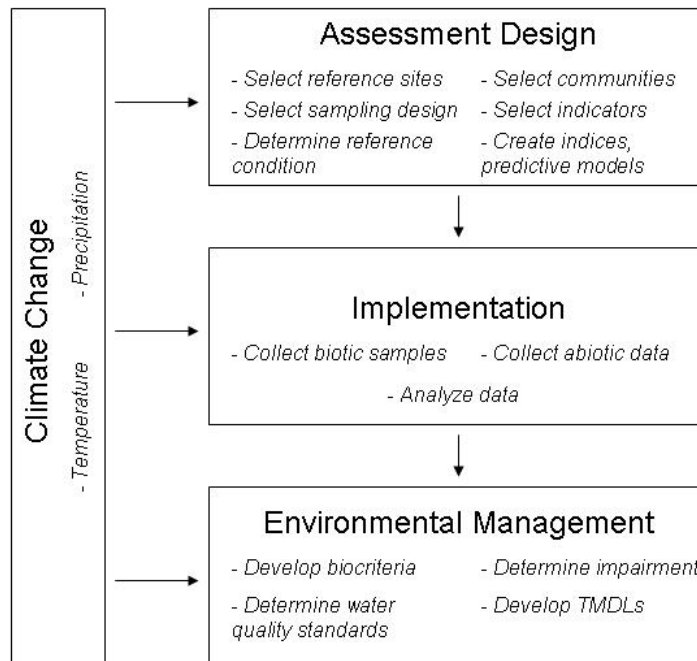 Climate Change
- Temperature
- Precipitation
Assessment Design
- Select reference sites
- Select sampling design
- Determine reference
condition
- Select communities
- Select indicators
- Create indices,
predictive models
Implementation
- Collect biotic samples
- Collect abiotic data
- Analyze data
Environmental Management
- Develop biocriteria
- Determine water
quality standards
- Determine impairment
- Develop TMDLs